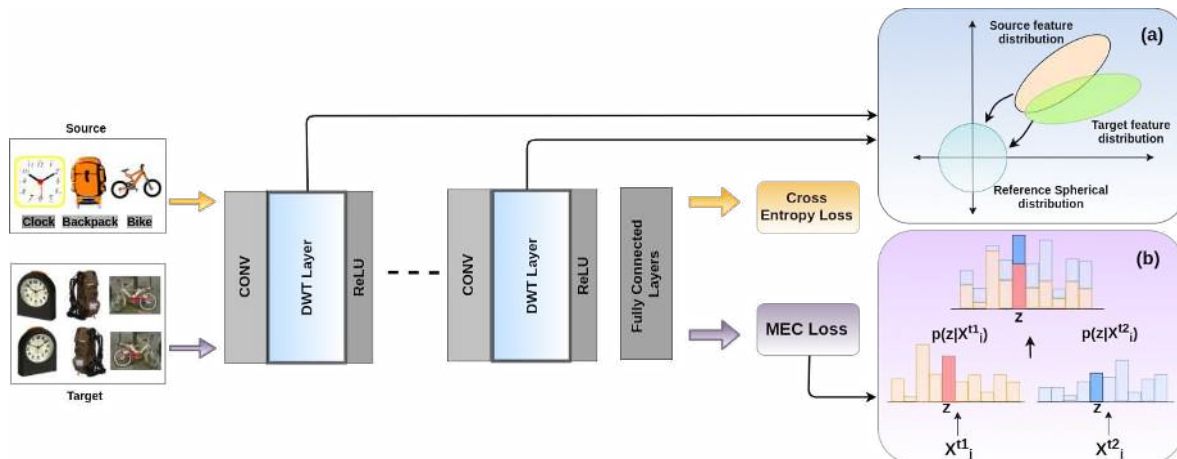 Source
Clock Backpack Bike
Target
CONV
DWT Layer
ReLU
CONV
DWT Layer
ReLU
Fully Connected
Layers
Cross
Entropy Loss
MEC Loss
(a)
Source feature
distribution
Target feature
distribution
Reference Spherical
distribution
(b)
z
p(z|X^t1_i) p(z|X^t2_i)
z z
X^t1_i X^t2_i